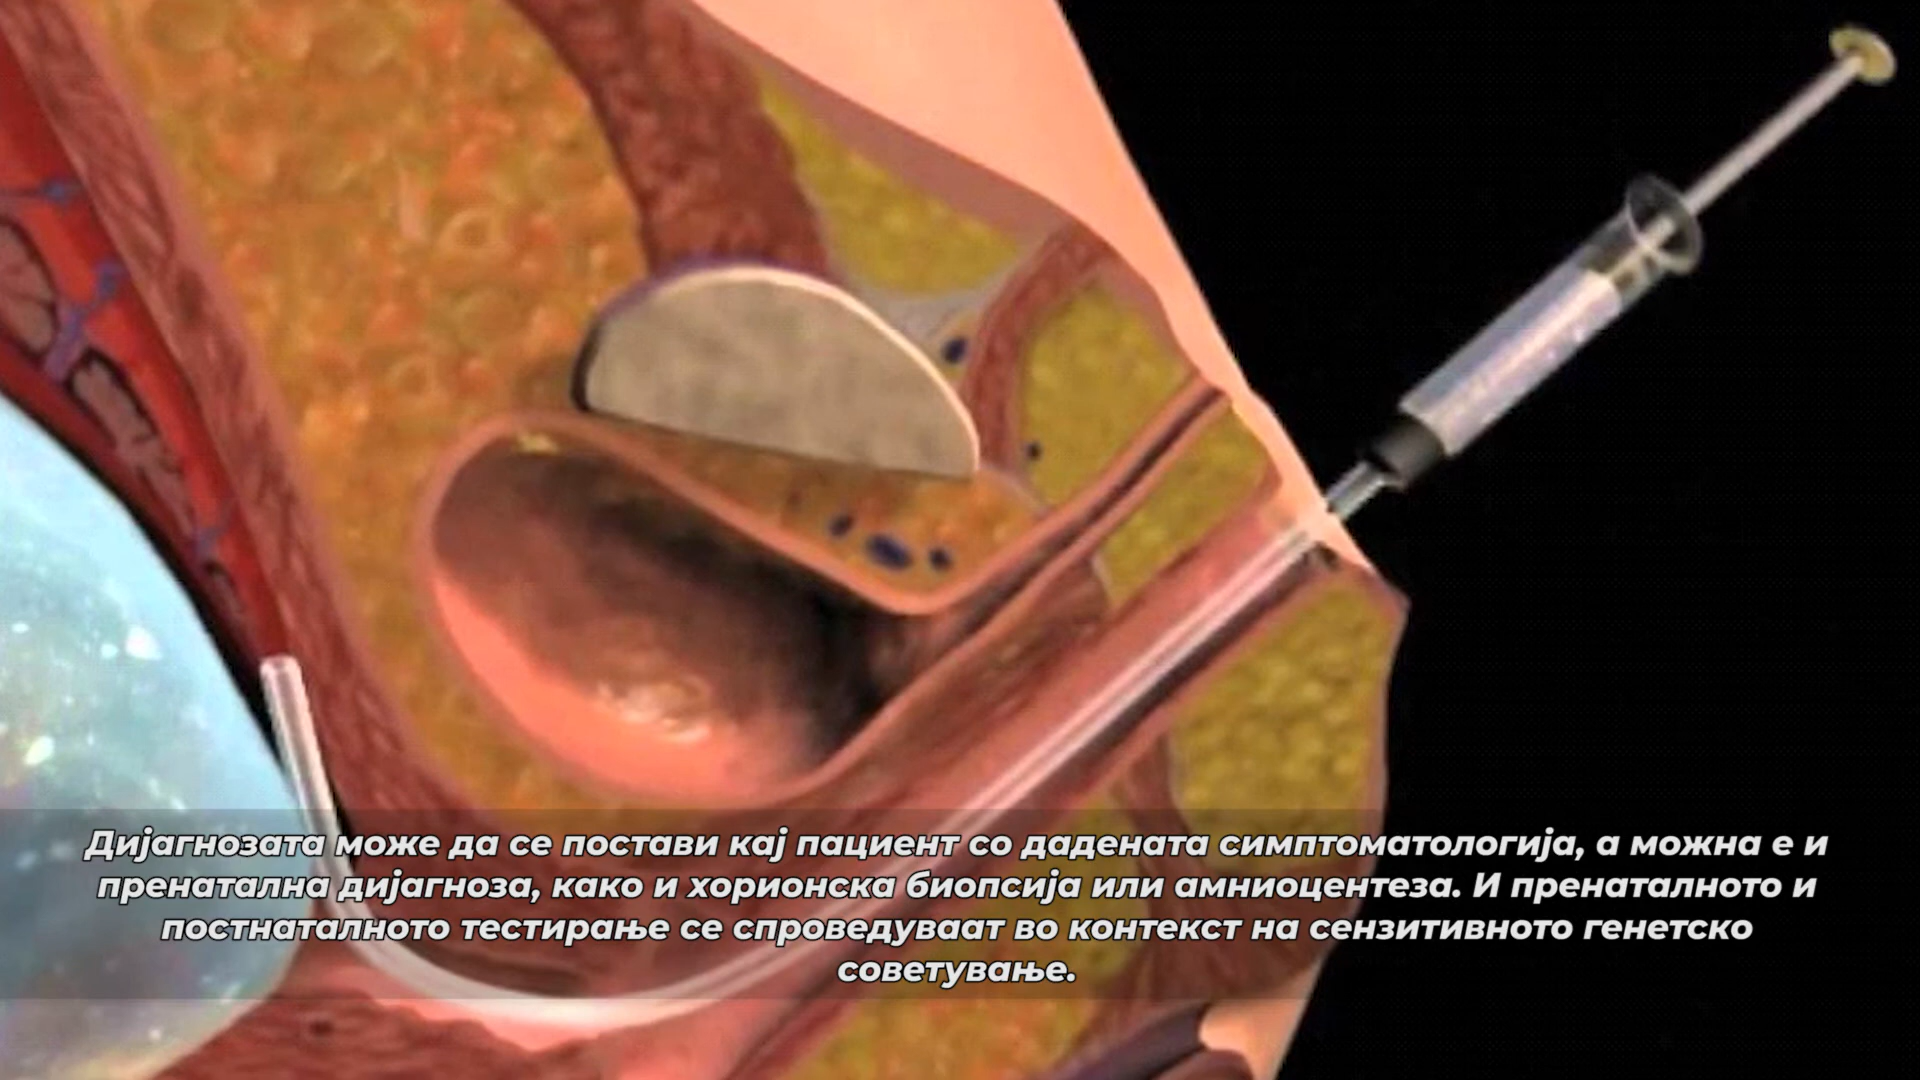 Дијагнозата може да се постави кај пациент со дадената симптоматологија, а можна е и
пренатална дијагноза, како и хорионска биопсија или амниоцентеза. И пренаталното и
постнаталното тестирање се спроведуваат во контекст на сензитивното генетско
советување.